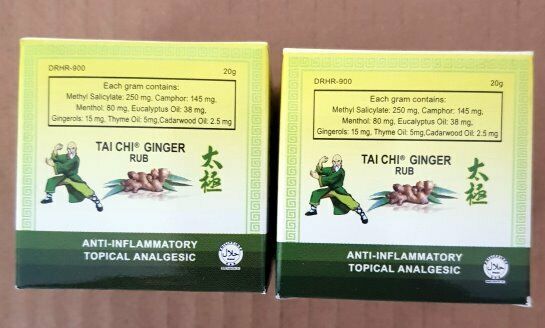 DRHR-900 20g
Each gram contains:
Methyl Salicylate: 250 mg, Camphor: 145 mg,
Menthol: 80 mg, Eucalyptus Oil: 38 mg,
Gingerols: 15 mg, Thyme Oil: 5mg,Cadarwood Oil: 2.5 mg
TAI CHI® GINGER
RUB
太極
ANTI-INFLAMMATORY
TOPICAL ANALGESIC
حلال
DRHR-900 20g
Each gram contains:
Methyl Salicylate: 250 mg, Camphor: 145 mg,
Menthol: 80 mg, Eucalyptus Oil: 38 mg,
Gingerols: 15 mg, Thyme Oil: 5mg,Cadarwood Oil: 2.5 mg
TAI CHI® GINGER
RUB
太極
ANTI-INFLAMMATORY
TOPICAL ANALGESIC
حلال